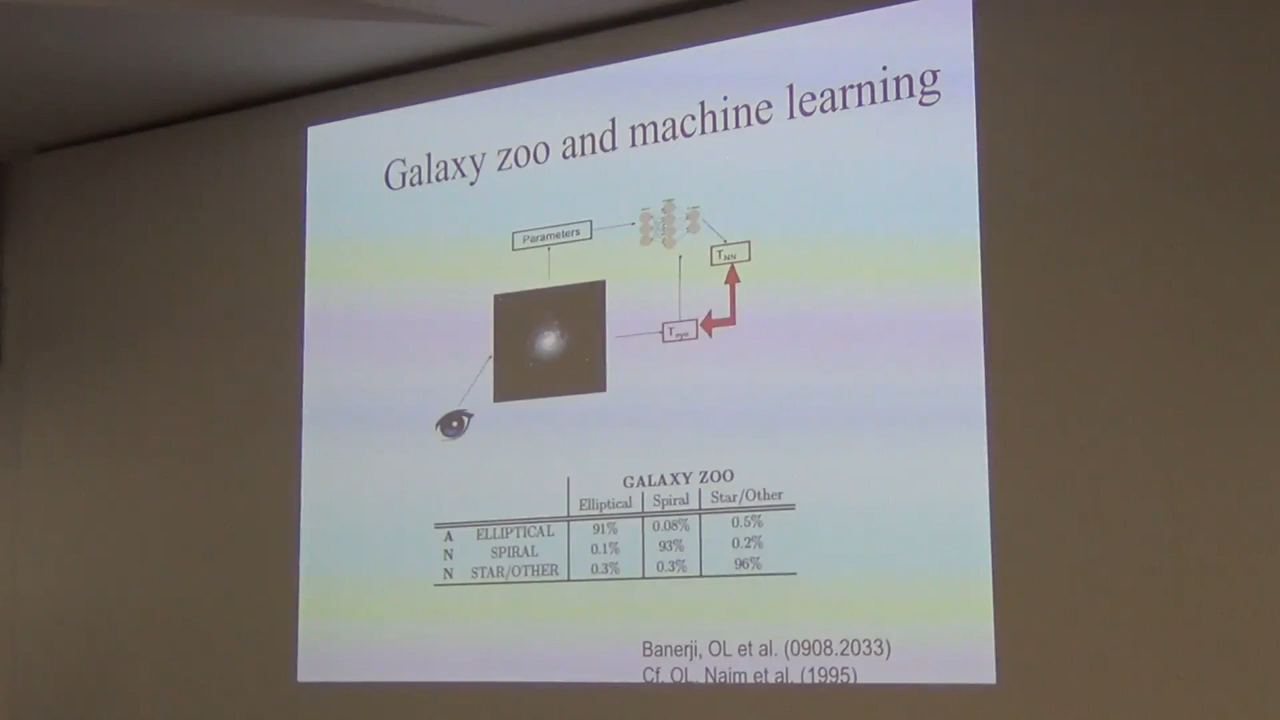 Galaxy zoo and machine learning
Parameters
TNN
Teye
GALAXY ZOO
Elliptical Spiral Star/Other
A ELLIPTICAL 91% 0.08% 0.5%
N SPIRAL 0.1% 93% 0.2%
N STAR/OTHER 0.3% 0.3% 96%
Banerji, OL et al. (0908.2033)
Cf. OL, Naim et al. (1995)